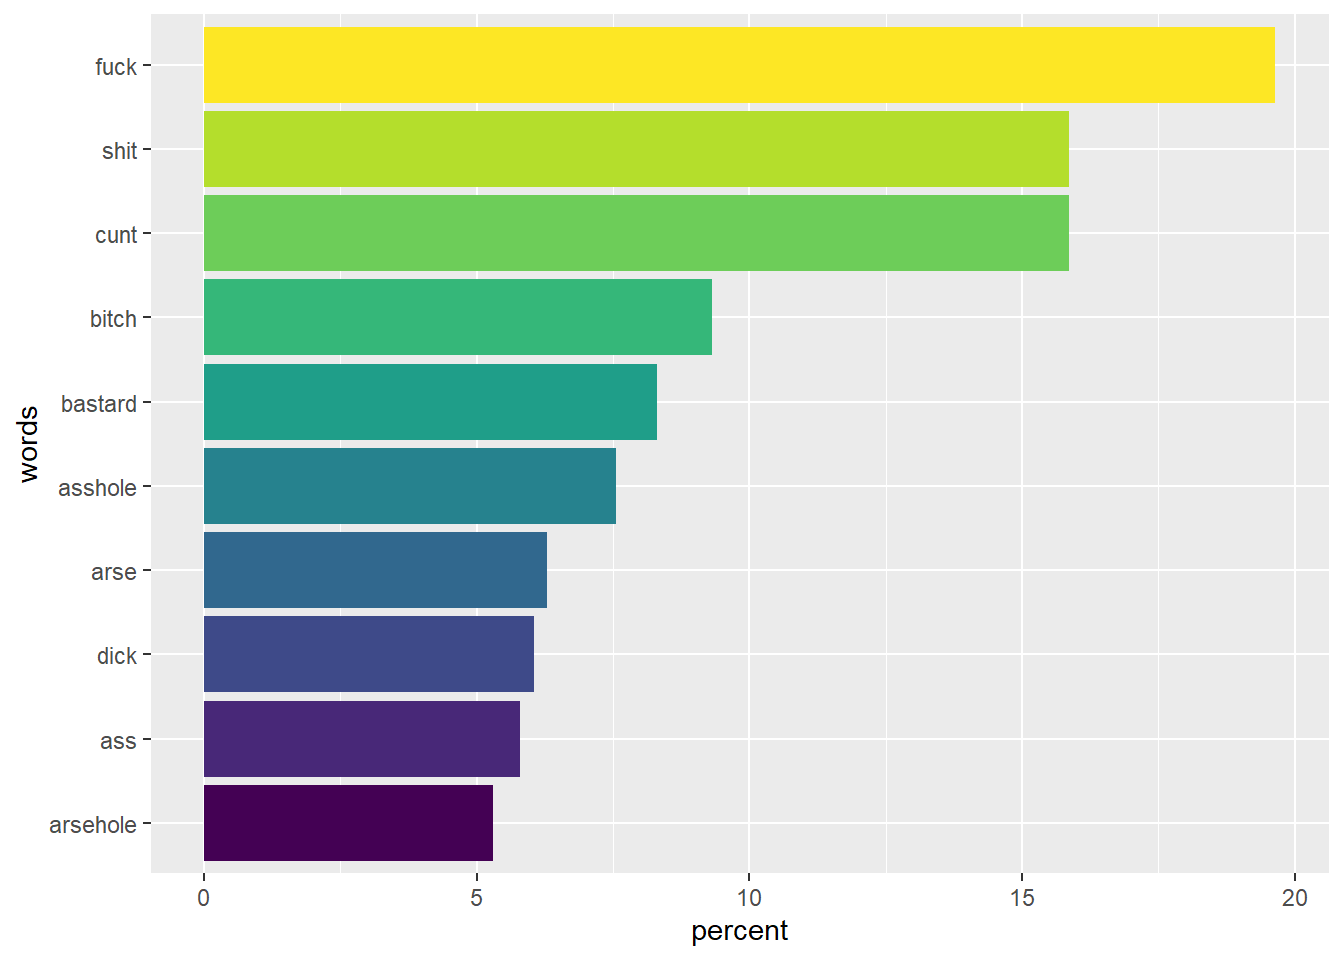 fuck
shit
cunt
bitch
bastard
asshole
arse
dick
ass
arsehole
words
0 5 10 15 20
percent